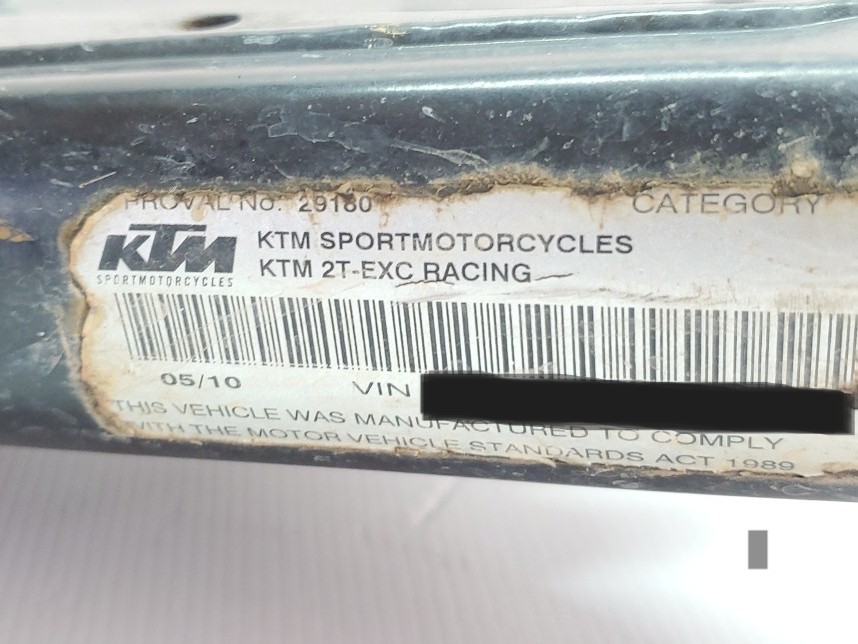 PROVAL No. 29180 CATEGORY
KTM
SPORTMOTORCYCLES
KTM SPORTMOTORCYCLES
KTM 2T-EXC RACING
05/10 VIN
THIS VEHICLE WAS MANUFACTURED TO COMPLY
WITH THE MOTOR VEHICLE STANDARDS ACT 1989